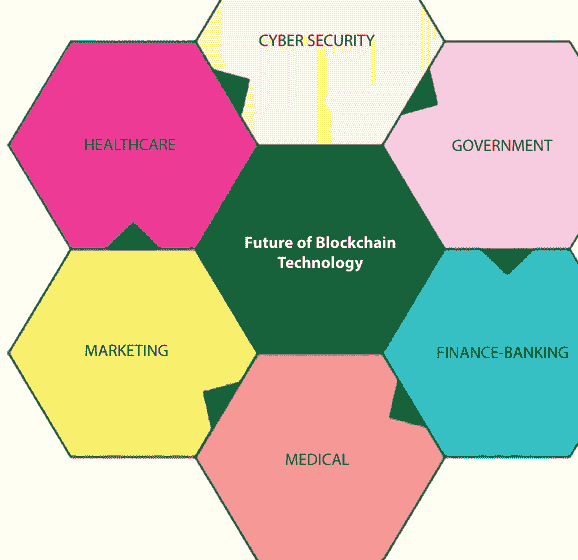 CYBER SECURITY
HEALTHCARE
GOVERNMENT
Future of Blockchain
Technology
MARKETING
FINANCE-BANKING
MEDICAL